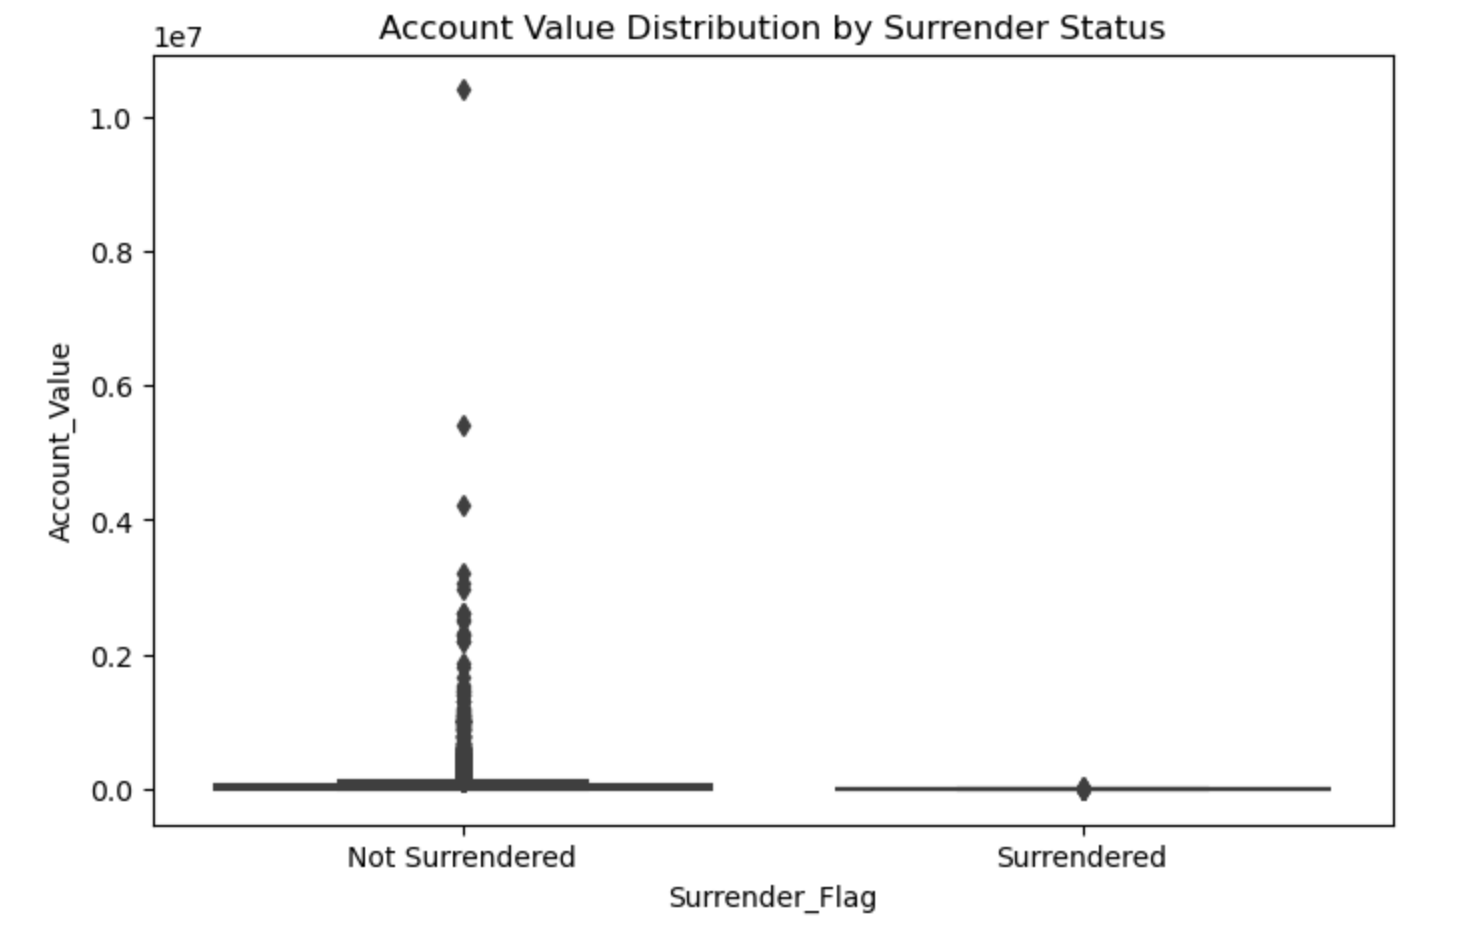 Account Value Distribution by Surrender Status
1e7
1.0
0.8
0.6
0.4
0.2
0.0
Account_Value
Not Surrendered
Surrendered
Surrender_Flag